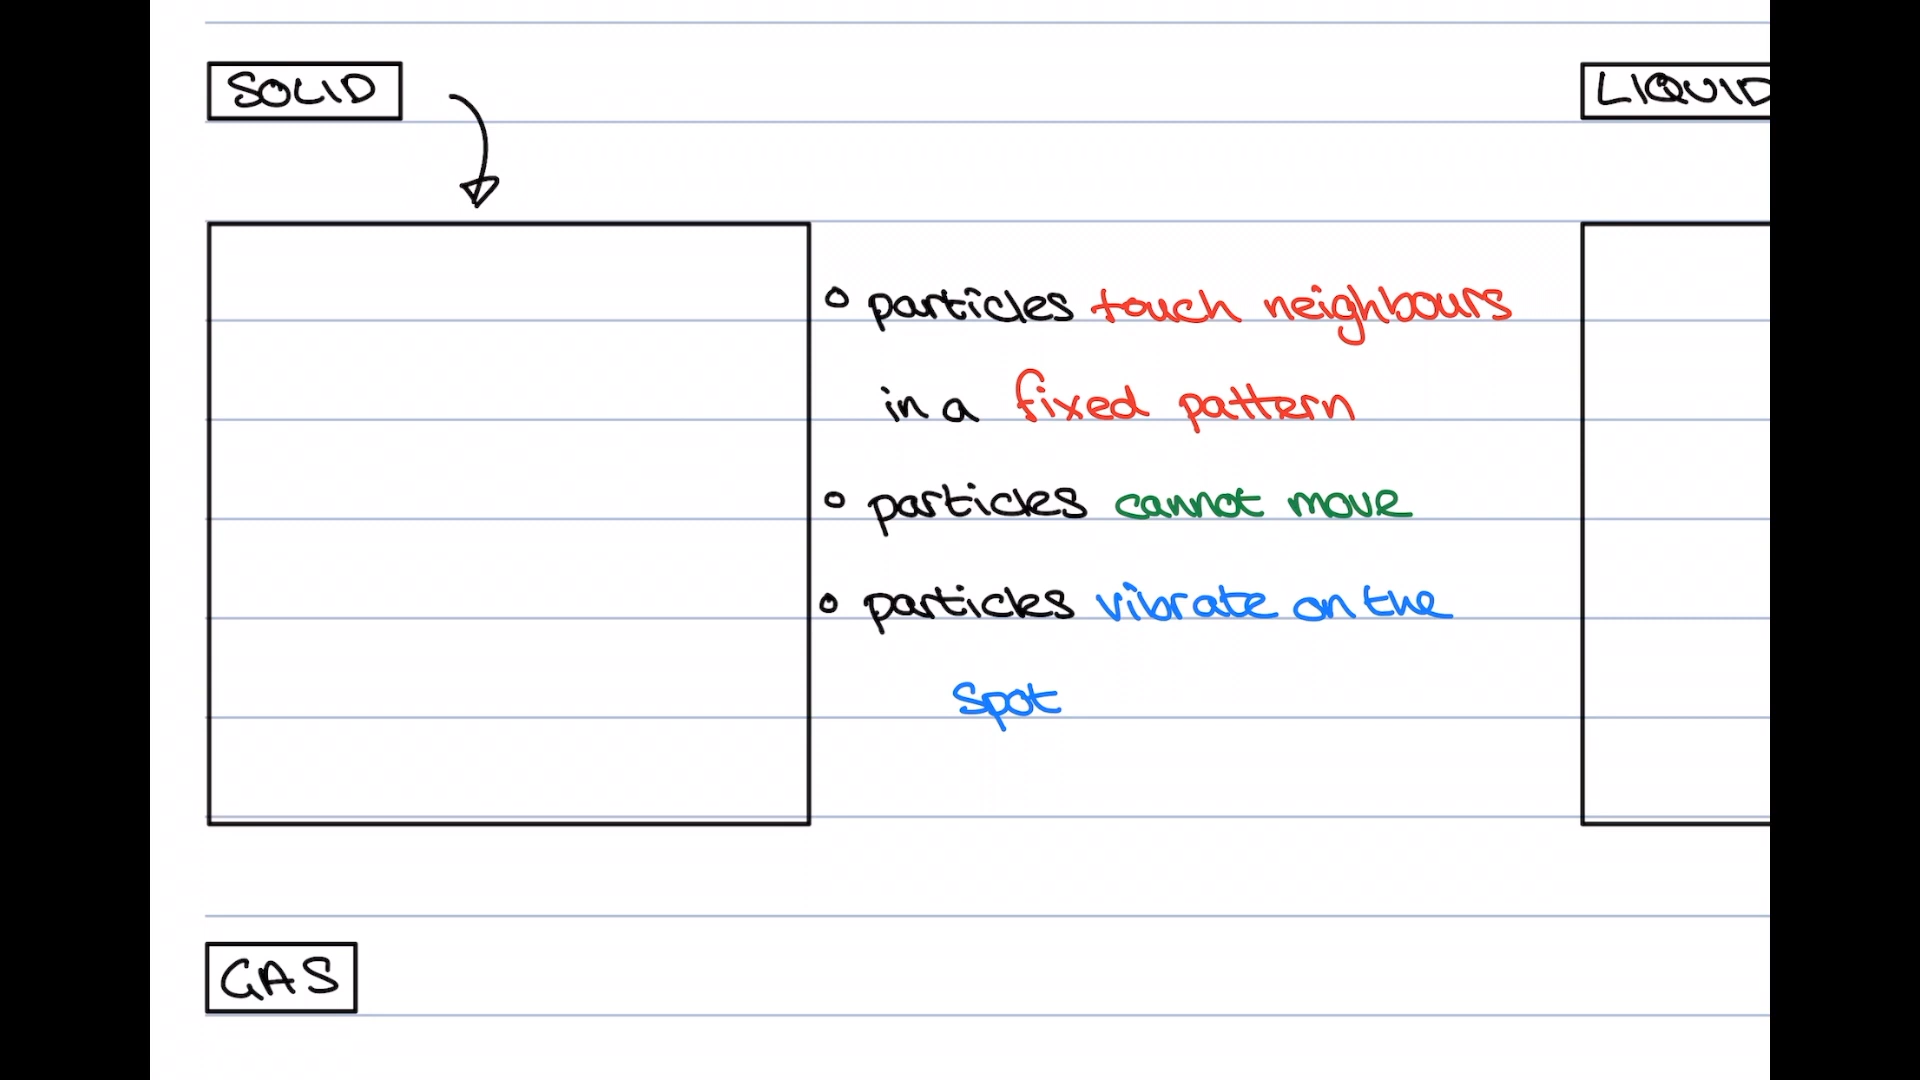 SOLID
LIQUID
∘ particles touch neighbours
in a fixed pattern
∘ particles cannot move
∘ particles vibrate on the
spot
GAS